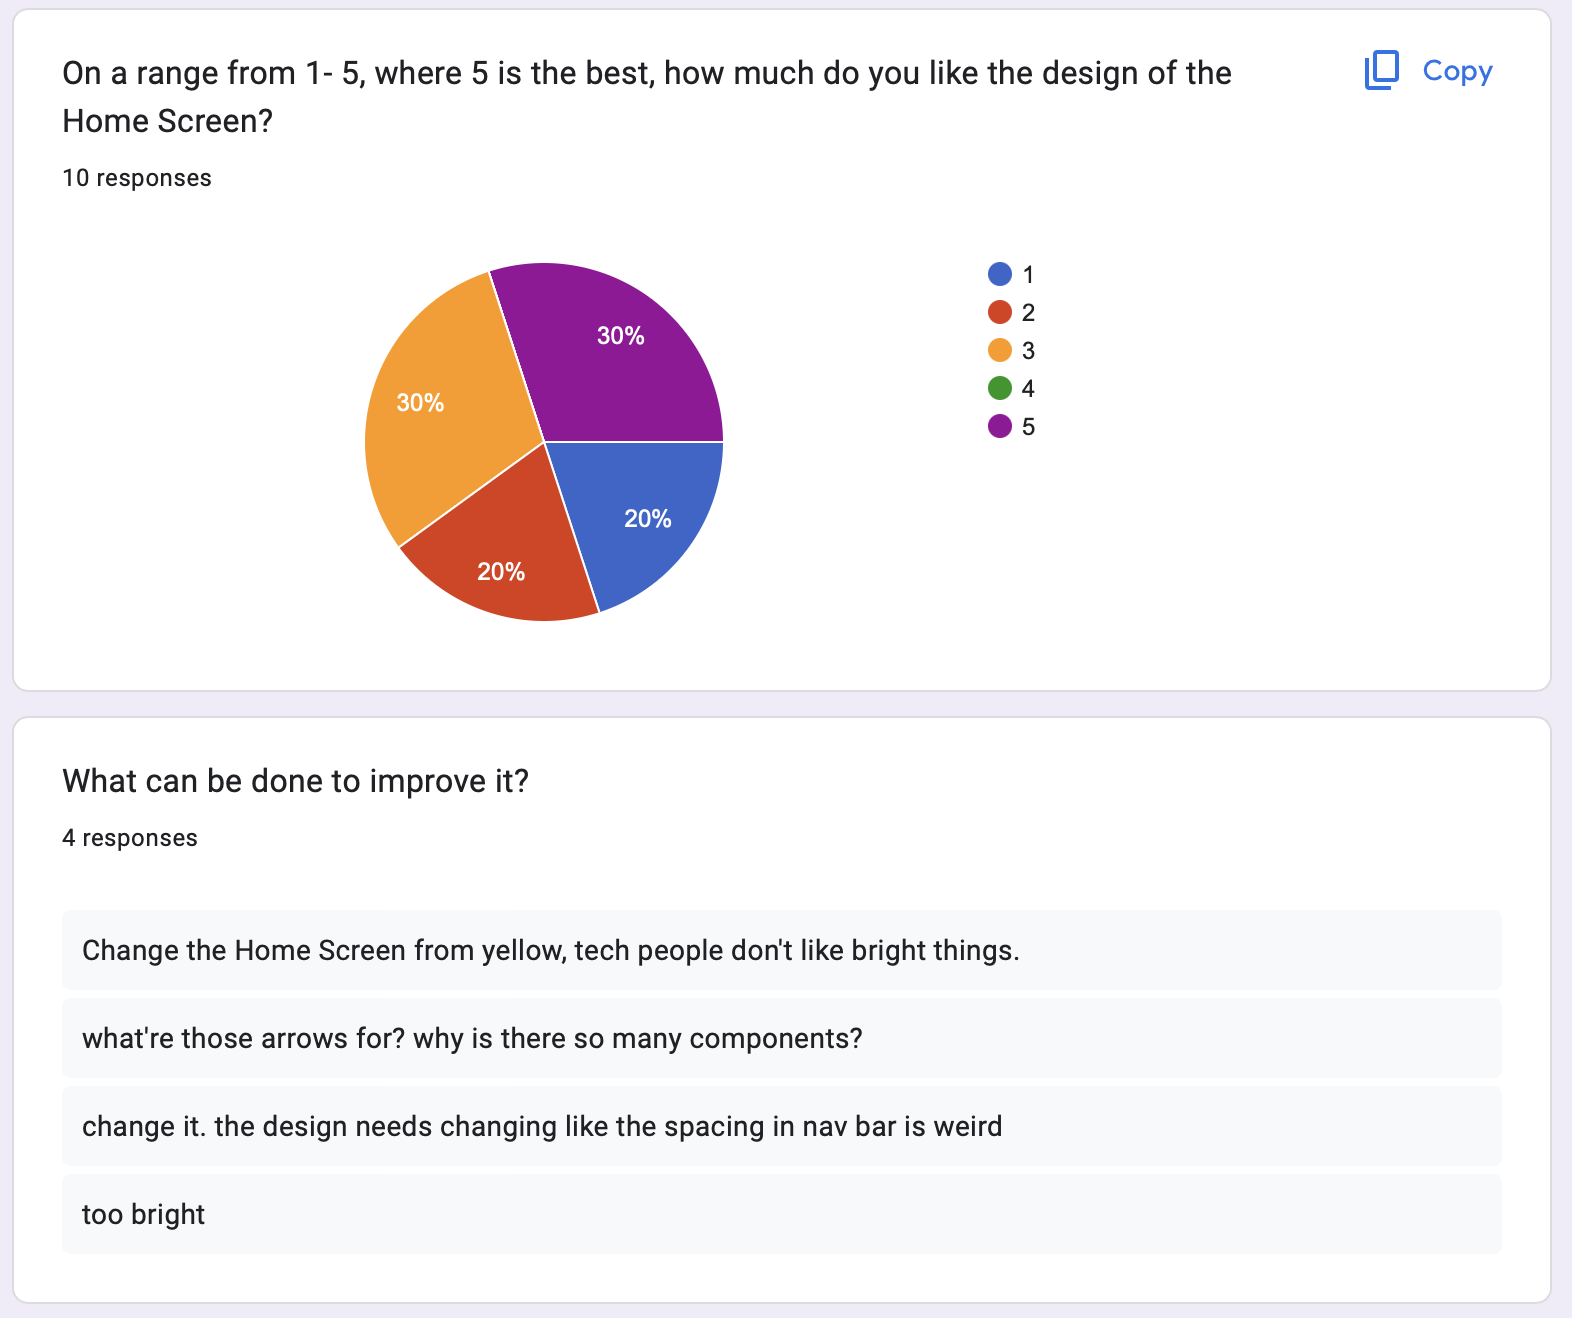 On a range from 1- 5, where 5 is the best, how much do you like the design of the
Home Screen?
Copy
10 responses
30%
30%
20%
20%
1
2
3
4
5
What can be done to improve it?
4 responses
Change the Home Screen from yellow, tech people don't like bright things.
what're those arrows for? why is there so many components?
change it. the design needs changing like the spacing in nav bar is weird
too bright